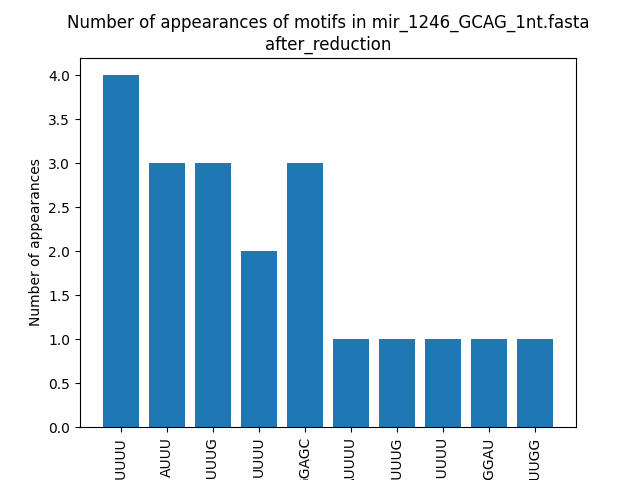 Number of appearances of motifs in mir_1246_GCAG_1nt.fasta
after_reduction
Number of appearances
4.0
3.5
3.0
2.5
2.0
1.5
1.0
0.5
0.0
UUUU
AUUU
UUUG
UUUU
GAGC
UUUU
UUUG
UUUU
GGAU
UUGG